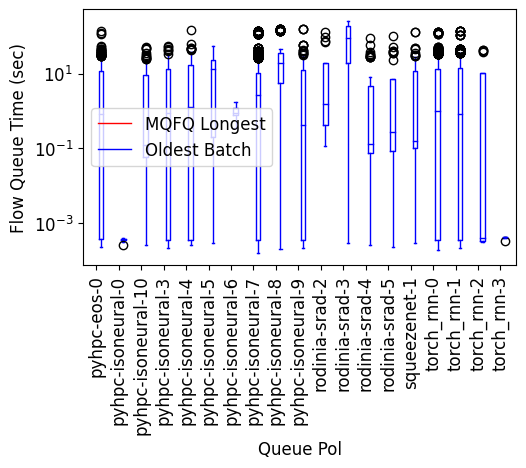 Flow Queue Time (sec)
10¹
10⁻¹
10⁻³
MQFQ Longest
Oldest Batch
pyhpc-eos-0
pyhpc-isoneural-0
pyhpc-isoneural-10
pyhpc-isoneural-3
pyhpc-isoneural-4
pyhpc-isoneural-5
pyhpc-isoneural-6
pyhpc-isoneural-7
pyhpc-isoneural-8
pyhpc-isoneural-9
rodinia-srad-2
rodinia-srad-3
rodinia-srad-4
rodinia-srad-5
squeezenet-1
torch_rnn-0
torch_rnn-1
torch_rnn-2
torch_rnn-3
Queue Pol